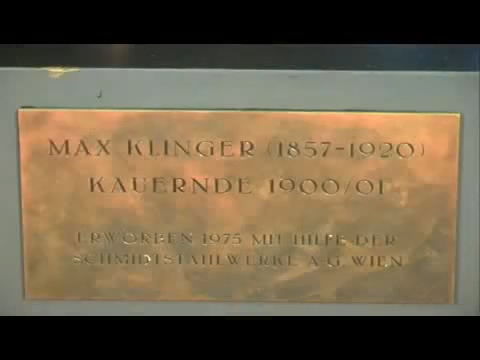 MAX KLINGER (1857-1920)
KAUERNDE 1900/01
ERWORBEN 1975 MIT HILFE DER
SCHMIDTSTAHLWERKE A.G. WIEN